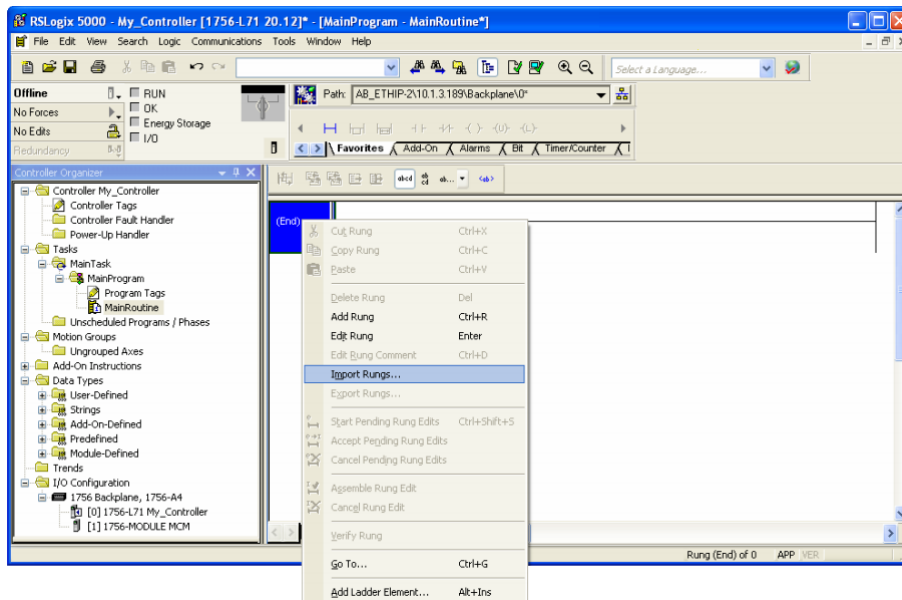 RSLogix 5000 - My_Controller [1756-L71 20.12]* - [MainProgram - MainRoutine*]
File Edit View Search Logic Communications Tools Window Help
Select a Language...
Offline
RUN
Path: AB_ETHIP-2\10.1.3.189\Backplane\0*
No Forces
OK
No Edits
Energy Storage
I/O
Redundancy
Favorites Add-On Alarms Bit Timer/Counter
Controller Organizer
Controller My_Controller
Controller Tags
Controller Fault Handler
Power-Up Handler
Tasks
MainTask
MainProgram
Program Tags
MainRoutine
Unscheduled Programs / Phases
Motion Groups
Ungrouped Axes
Add-On Instructions
Data Types
User-Defined
Strings
Add-On-Defined
Predefined
Module-Defined
Trends
I/O Configuration
1756 Backplane, 1756-A4
[0] 1756-L71 My_Controller
[1] 1756-MODULE MCM
(End)
Cut Rung Ctrl+X
Copy Rung Ctrl+C
Paste Ctrl+V
Delete Rung Del
Add Rung Ctrl+R
Edit Rung Enter
Edit Rung Comment Ctrl+D
Import Rungs...
Export Rungs...
Start Pending Rung Edits Ctrl+Shift+S
Accept Pending Rung Edits
Cancel Pending Rung Edits
Assemble Rung Edit
Cancel Rung Edit
Verify Rung
Go To... Ctrl+G
Add Ladder Element... Alt+Ins
Rung (End) of 0 APP VER